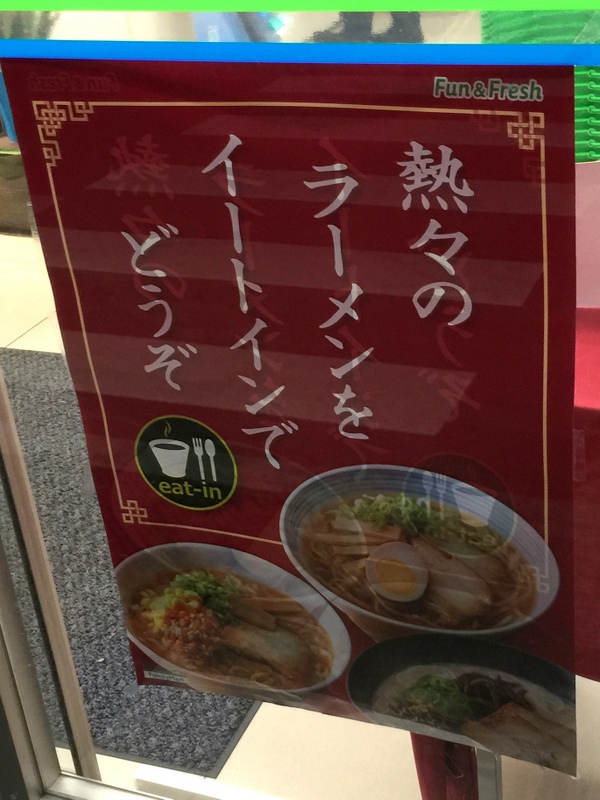 Fun & Fresh
熱々の
ラーメンを
イートインで
どうぞ
eat-in